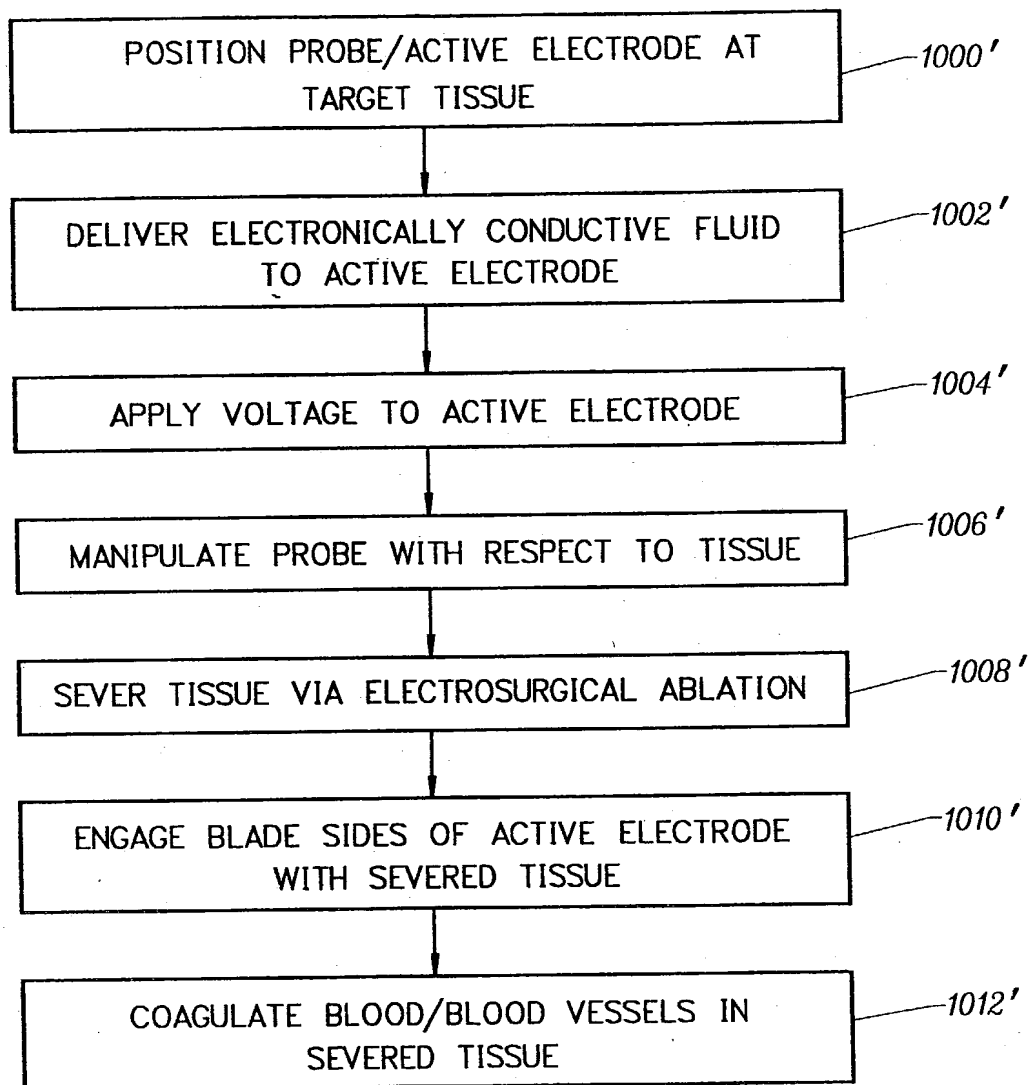 POSITION PROBE/ACTIVE ELECTRODE AT
TARGET TISSUE
1000'
DELIVER ELECTRONICALLY CONDUCTIVE FLUID
TO ACTIVE ELECTRODE
1002'
APPLY VOLTAGE TO ACTIVE ELECTRODE
1004'
MANIPULATE PROBE WITH RESPECT TO TISSUE
1006'
SEVER TISSUE VIA ELECTROSURGICAL ABLATION
1008'
ENGAGE BLADE SIDES OF ACTIVE ELECTRODE
WITH SEVERED TISSUE
1010'
COAGULATE BLOOD/BLOOD VESSELS IN
SEVERED TISSUE
1012'